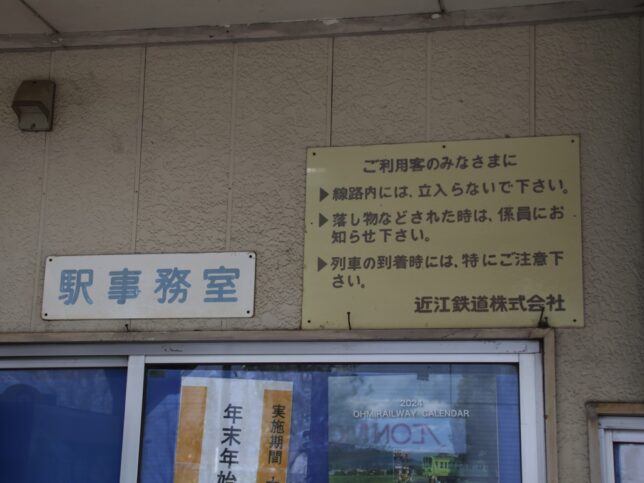 ご利用客のみなさまに
▶線路内には、立入らないで下さい。
▶落し物などされた時は、係員にお
知らせ下さい。
▶列車の到着時には、特にご注意下
さい。
近江鉄道株式会社
駅事務室
実施期間
年末年始
2024
OHMI RAILWAY CALENDAR